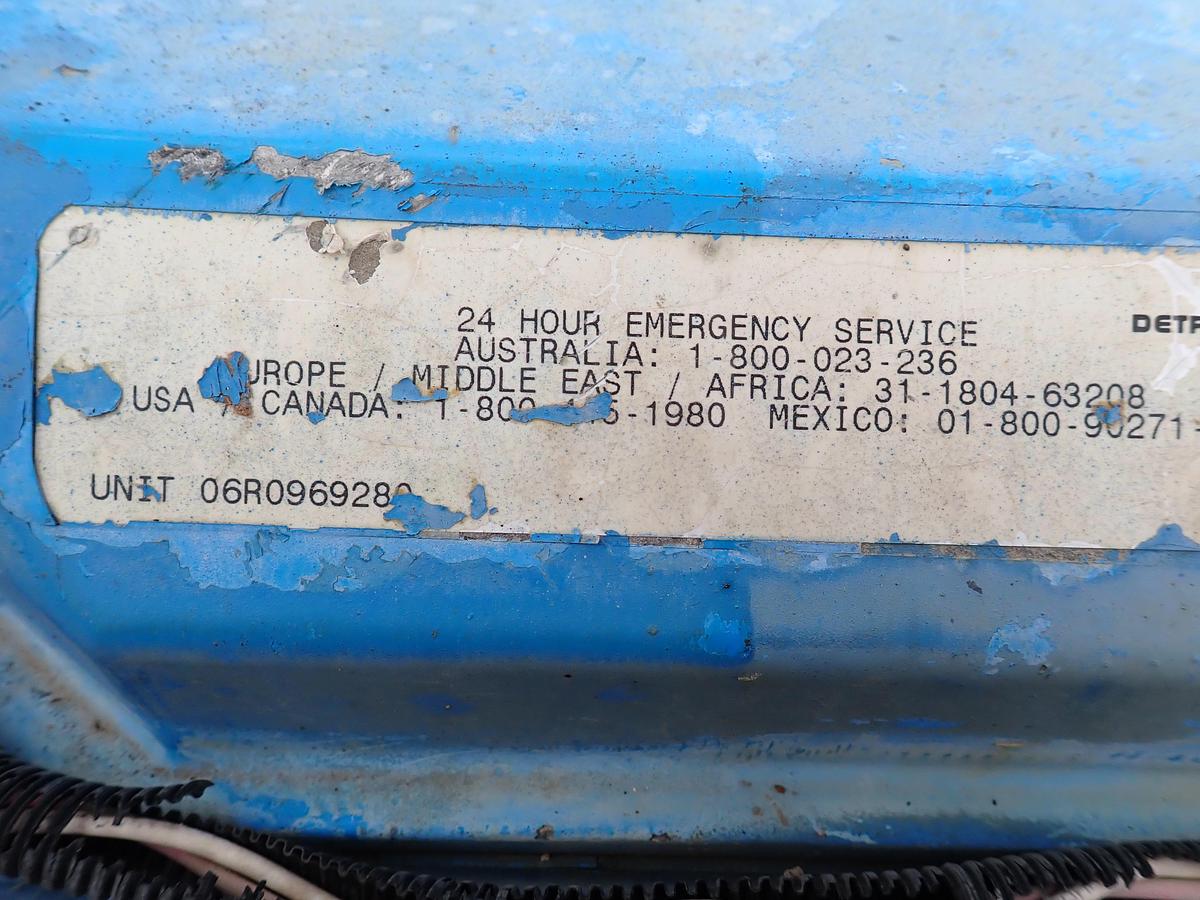 24 HOUR EMERGENCY SERVICE
DETR
AUSTRALIA: 1-800-023-236
EUROPE / MIDDLE EAST / AFRICA: 31-1804-63208
USA / CANADA: MEXICO:
UNIT